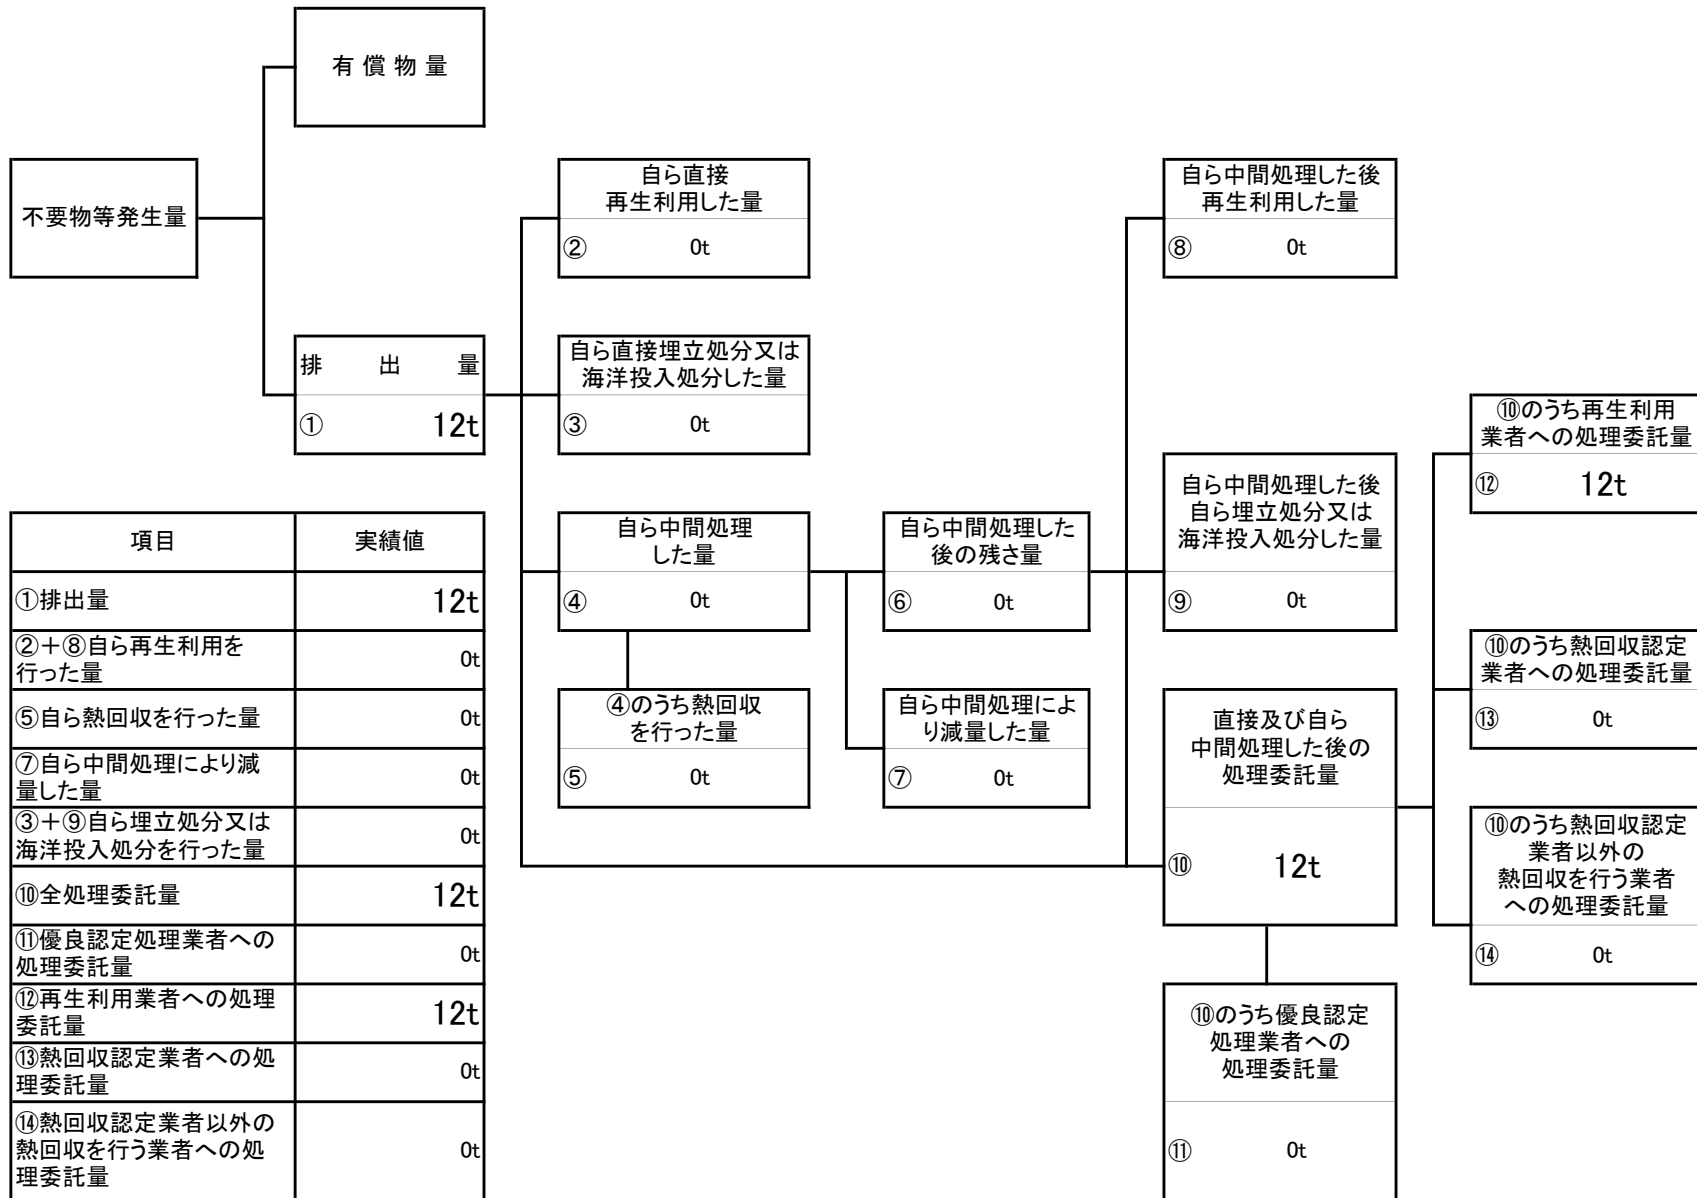 有 償 物 量
不要物等発生量
排 出 量
① 12t
自ら直接
再生利用した量
② 0t
自ら直接埋立処分又は
海洋投入処分した量
③ 0t
自ら中間処理
した量
④ 0t
④のうち熱回収
を行った量
⑤ 0t
自ら中間処理した
後の残さ量
⑥ 0t
自ら中間処理によ
り減量した量
⑦ 0t
自ら中間処理した後
再生利用した量
⑧ 0t
自ら中間処理した後
自ら埋立処分又は
海洋投入処分した量
⑨ 0t
直接及び自ら
中間処理した後の
処理委託量
⑩ 12t
⑩のうち優良認定
処理業者への
処理委託量
⑪ 0t
⑩のうち再生利用
業者への処理委託量
⑫ 12t
⑩のうち熱回収認定
業者への処理委託量
⑬ 0t
⑩のうち熱回収認定
業者以外の
熱回収を行う業者
への処理委託量
⑭ 0t
項目 実績値
①排出量 12t
②+⑧自ら再生利用を
行った量 0t
⑤自ら熱回収を行った量 0t
⑦自ら中間処理により減
量した量 0t
③+⑨自ら埋立処分又は
海洋投入処分を行った量 0t
⑩全処理委託量 12t
⑪優良認定処理業者への
処理委託量 0t
⑫再生利用業者への処理
委託量 12t
⑬熱回収認定業者への処
理委託量 0t
⑭熱回収認定業者以外の
熱回収を行う業者への処
理委託量 0t